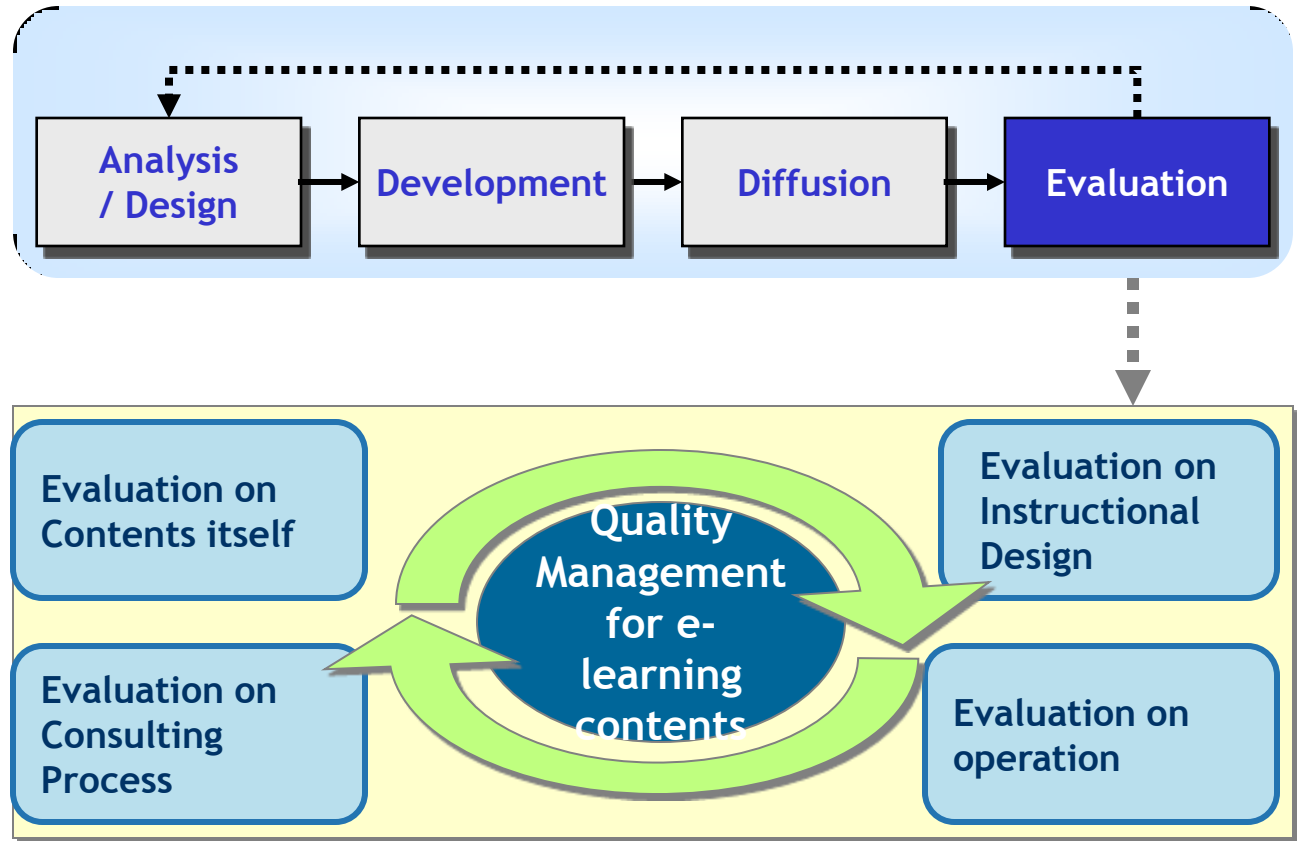 Analysis
/ Design
Development
Diffusion
Evaluation
Evaluation on
Contents itself
Quality
Management
for e-
learning
contents
Evaluation on
Instructional
Design
Evaluation on
Consulting
Process
Evaluation on
operation